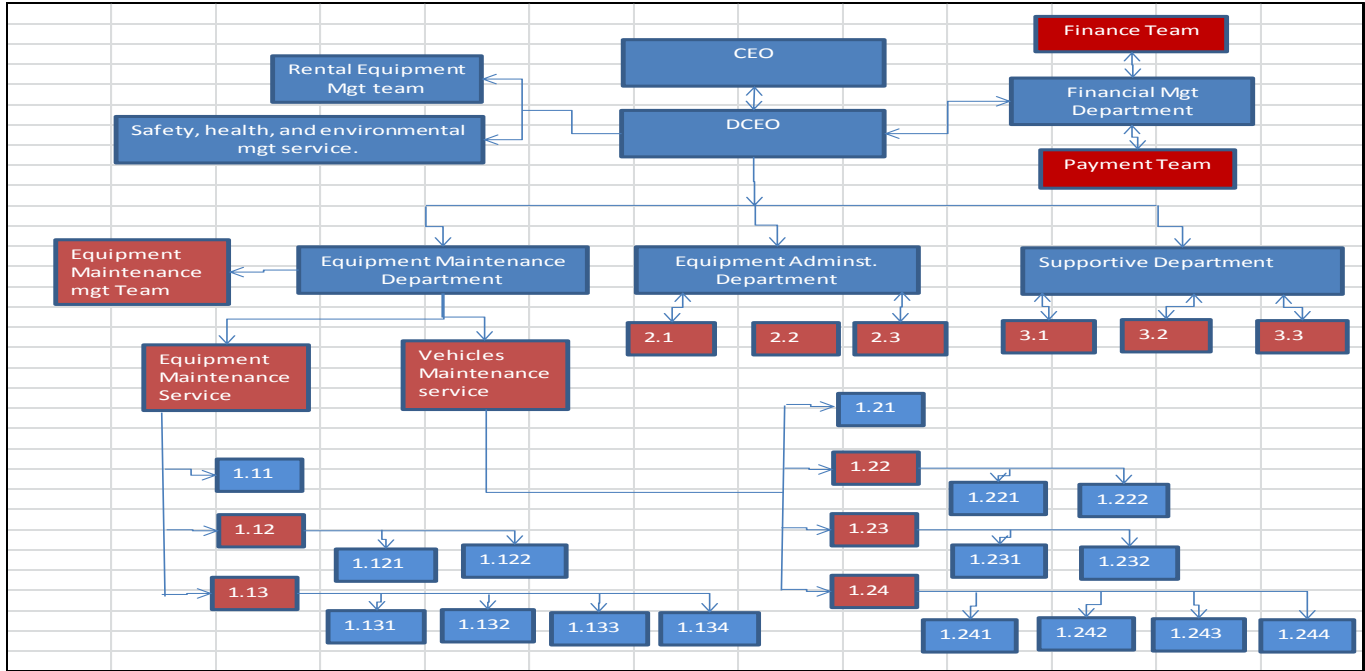 Finance Team
CEO
Rental Equipment
Mgt team
Financial Mgt
Department
Safety, health, and environmental
mgt service.
DCEO
Payment Team
Equipment
Maintenance
mgt Team
Equipment Maintenance
Department
Equipment Adminst.
Department
Supportive Department
2.1
2.2
2.3
3.1
3.2
3.3
Equipment
Maintenance
Service
Vehicles
Maintenance
service
1.21
1.11
1.22
1.221
1.222
1.12
1.23
1.121
1.122
1.231
1.232
1.13
1.24
1.131
1.132
1.133
1.134
1.241
1.242
1.243
1.244